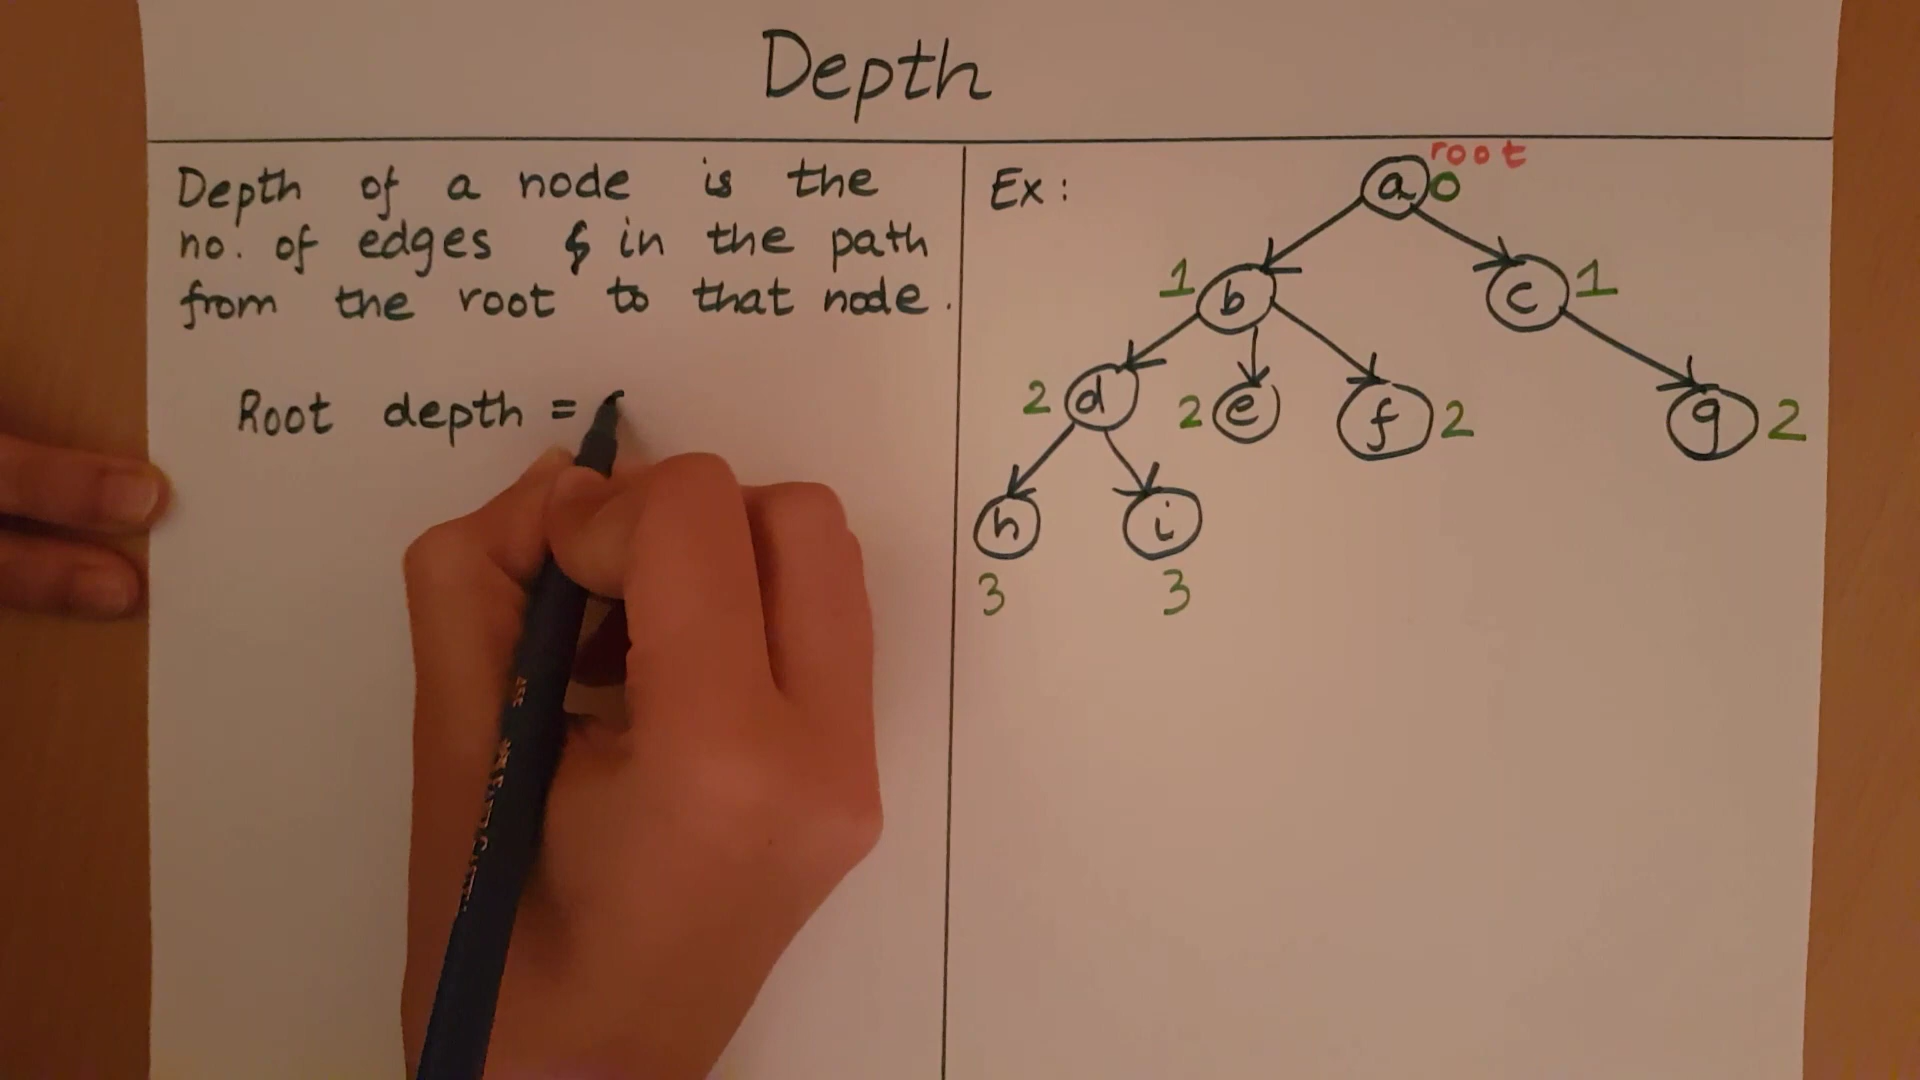 Depth
Depth of a node is the
no. of edges in the path
from the root to that node.
Root depth =
Ex:
root
a 0
1 b
c 1
2 d
2 e
f 2
g 2
h
i
3
3